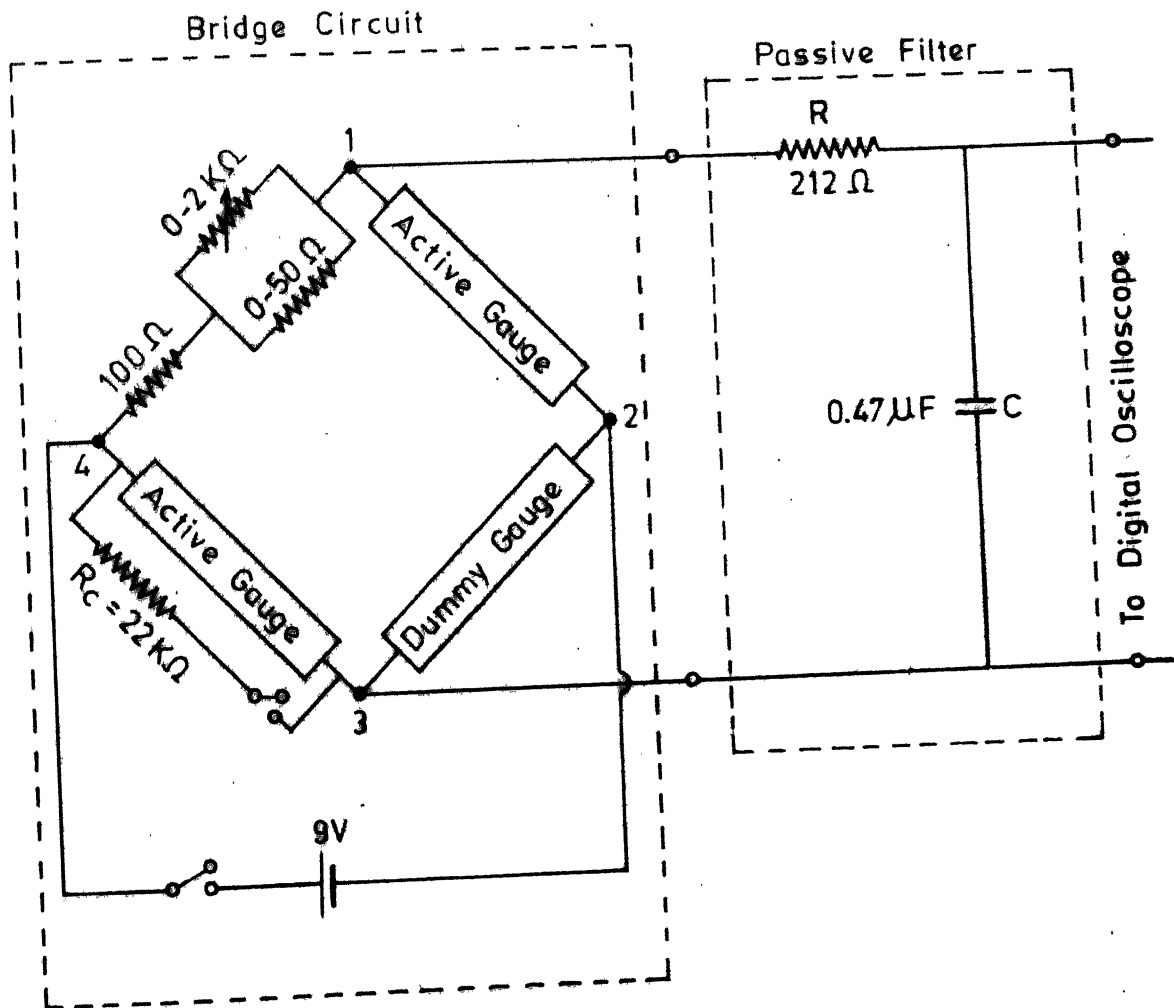 Bridge Circuit
Passive Filter
1
R
212 Ω
0-2 KΩ
0-50 Ω
Active Gauge
100 Ω
2
0.47 μF
C
4
Active Gauge
Dummy Gauge
Rc = 22 KΩ
3
To Digital Oscilloscope
9V